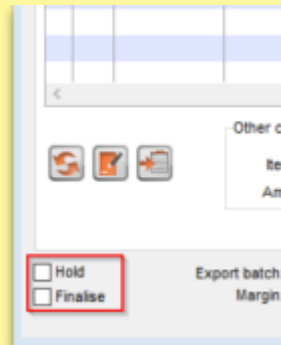 Other c
Ite
Am
Hold
Export batch
Finalise
Margin